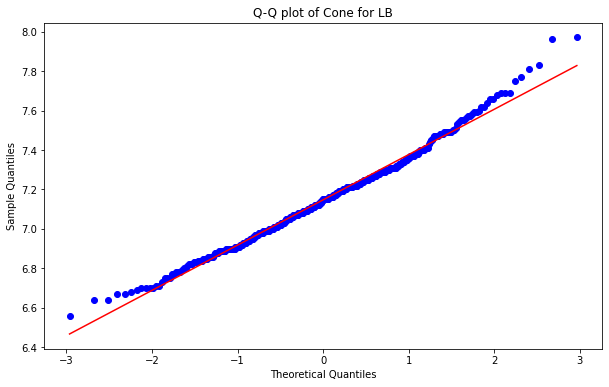 Q-Q plot of Cone for LB
Sample Quantiles
8.0
7.8
7.6
7.4
7.2
7.0
6.8
6.6
6.4
−3 −2 −1 0 1 2 3
Theoretical Quantiles